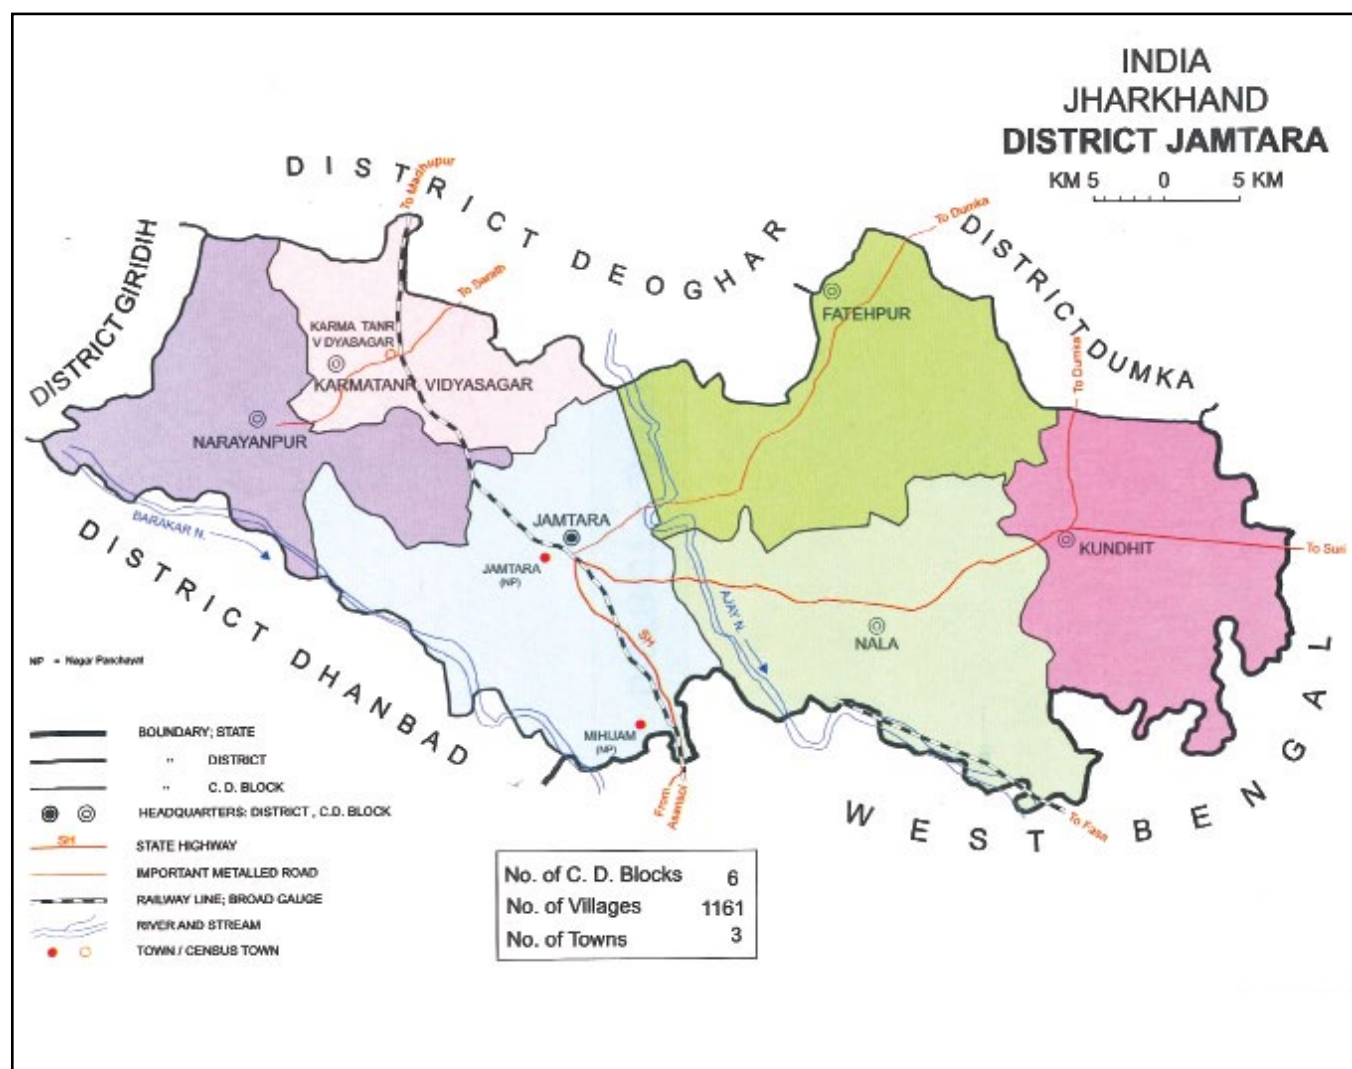 INDIA
JHARKHAND
DISTRICT JAMTARA
KM 5 0 5 KM
DISTRICT DEOGHAR
To Madhupur
To Dumka
DISTRICT DUMKA
DISTRICT GIRIDIH
To Sarath
KARMA TANR
V DYASAGAR
KARMATANR VIDYASAGAR
FATEHPUR
To Dumka
NARAYANPUR
BARAKAR N.
JAMTARA
JAMTARA
(NP)
KUNDHIT
To Suri
AJAY N.
SH
NALA
DISTRICT DHANBAD
MIHIJAM
(NP)
From
Asansol
To Fasa
WEST BENGAL
NP = Nagar Panchayat
BOUNDARY; STATE
" DISTRICT
" C. D. BLOCK
HEADQUARTERS: DISTRICT , C.D. BLOCK
SH STATE HIGHWAY
IMPORTANT METALLED ROAD
RAILWAY LINE; BROAD GAUGE
RIVER AND STREAM
TOWN / CENSUS TOWN
No. of C. D. Blocks 6
No. of Villages 1161
No. of Towns 3